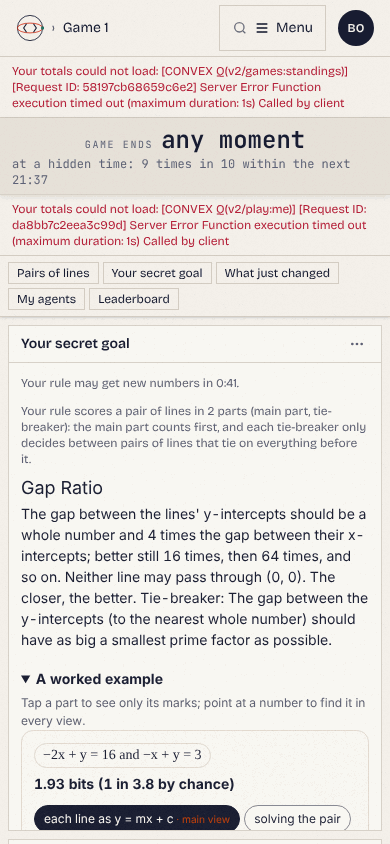 › Game 1
Menu
BO
Your totals could not load: [CONVEX Q(v2/games:standings)]
[Request ID: 58197cb68659c6e2] Server Error Function
execution timed out (maximum duration: 1s) Called by client
GAME ENDS any moment
at a hidden time: 9 times in 10 within the next
21:37
Your totals could not load: [CONVEX Q(v2/play:me)] [Request ID:
da8bb7c2eea3c99d] Server Error Function execution timed out
(maximum duration: 1s) Called by client
Pairs of lines
Your secret goal
What just changed
My agents
Leaderboard
Your secret goal
...
Your rule may get new numbers in 0:41.
Your rule scores a pair of lines in 2 parts (main part, tie-
breaker): the main part counts first, and each tie-breaker only
decides between pairs of lines that tie on everything before
it.
Gap Ratio
The gap between the lines' y-intercepts should be a
whole number and 4 times the gap between their x-
intercepts; better still 16 times, then 64 times, and
so on. Neither line may pass through (0, 0). The
closer, the better. Tie-breaker: The gap between the
y-intercepts (to the nearest whole number) should
have as big a smallest prime factor as possible.
▼ A worked example
Tap a part to see only its marks; point at a number to find it in
every view.
−2x + y = 16 and −x + y = 3
1.93 bits (1 in 3.8 by chance)
each line as y = mx + c · main view
solving the pair